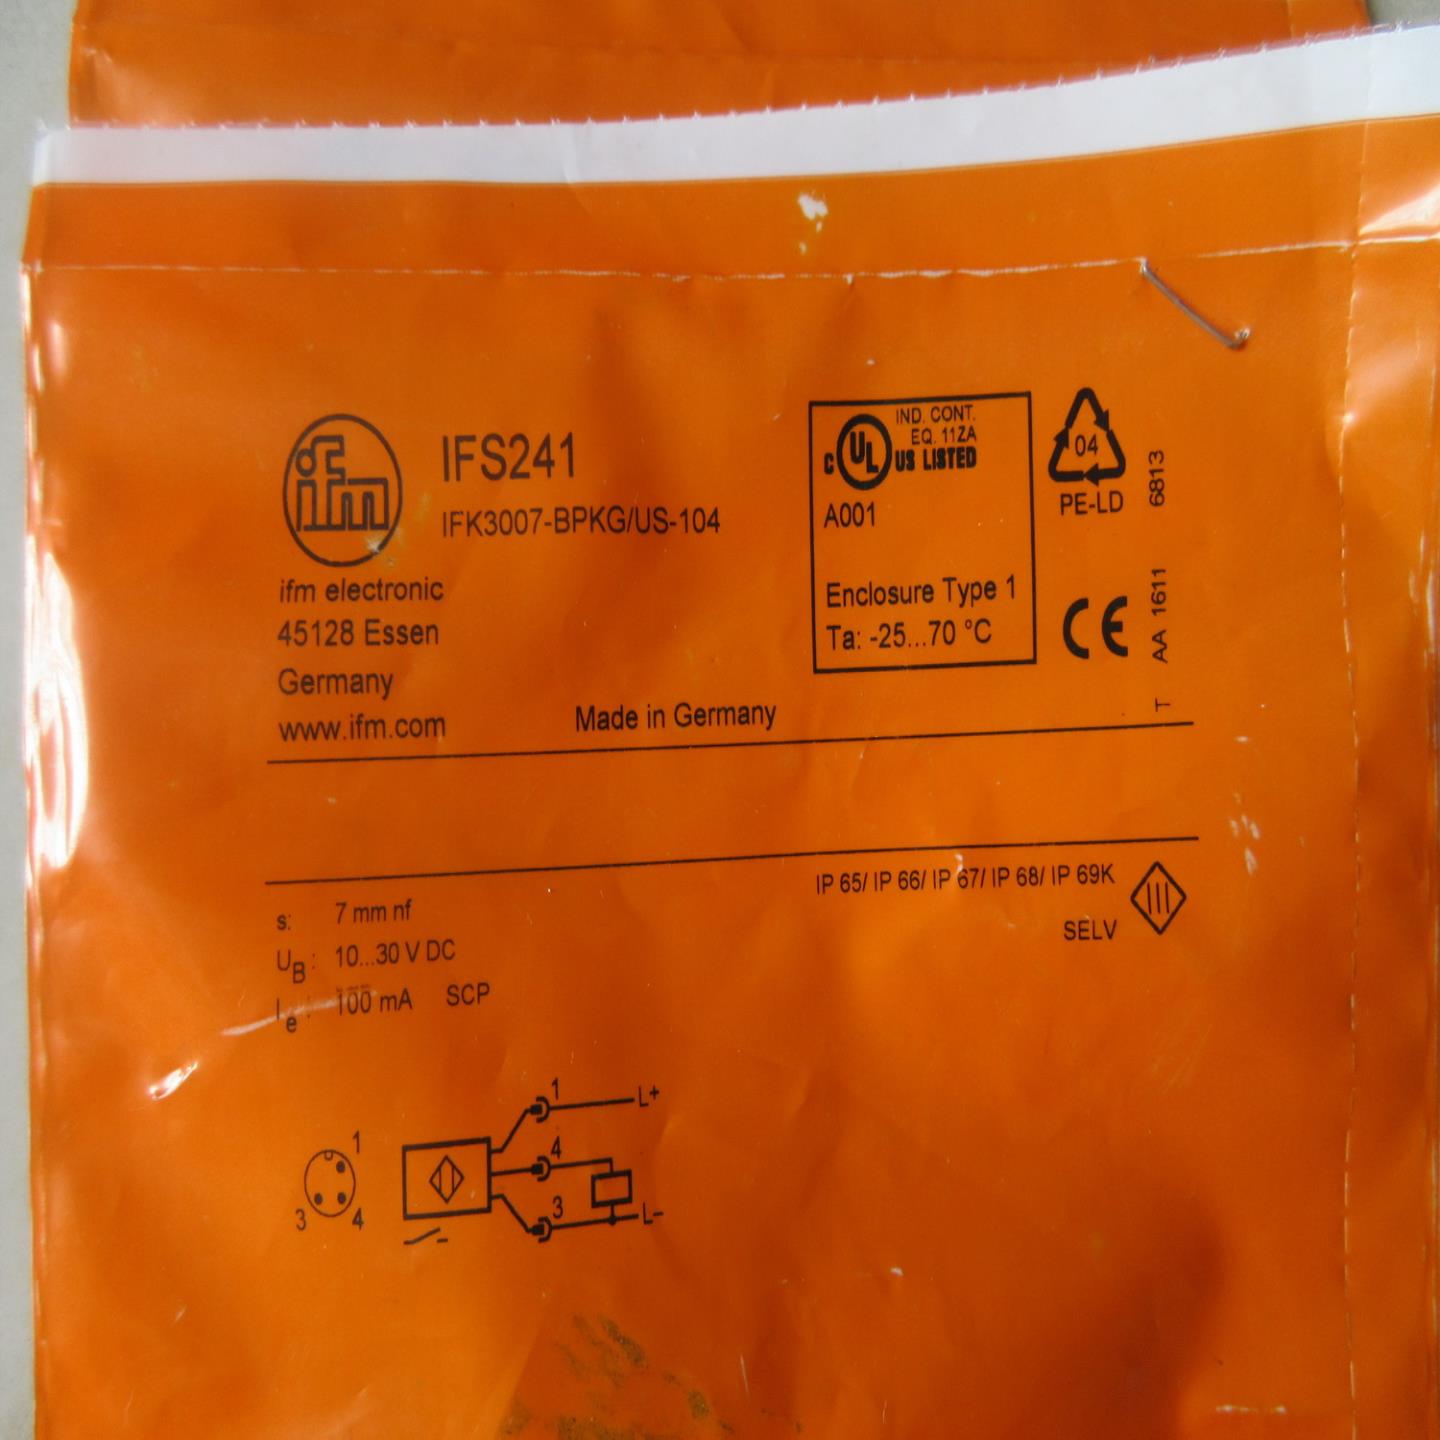 ifm
IFS241
IFK3007-BPKG/US-104
ifm electronic
45128 Essen
Germany
www.ifm.com
Made in Germany
C UL US LISTED
IND. CONT.
EQ. 11ZA
A001
Enclosure Type 1
Ta: -25...70 °C
04
PE-LD
CE
T AA 1611 6813
s: 7 mm nf
UB: 10...30 V DC
Ie: 100 mA SCP
IP 65/ IP 66/ IP 67/ IP 68/ IP 69K
SELV
III
1
3 4
1 L+
4
3 L-